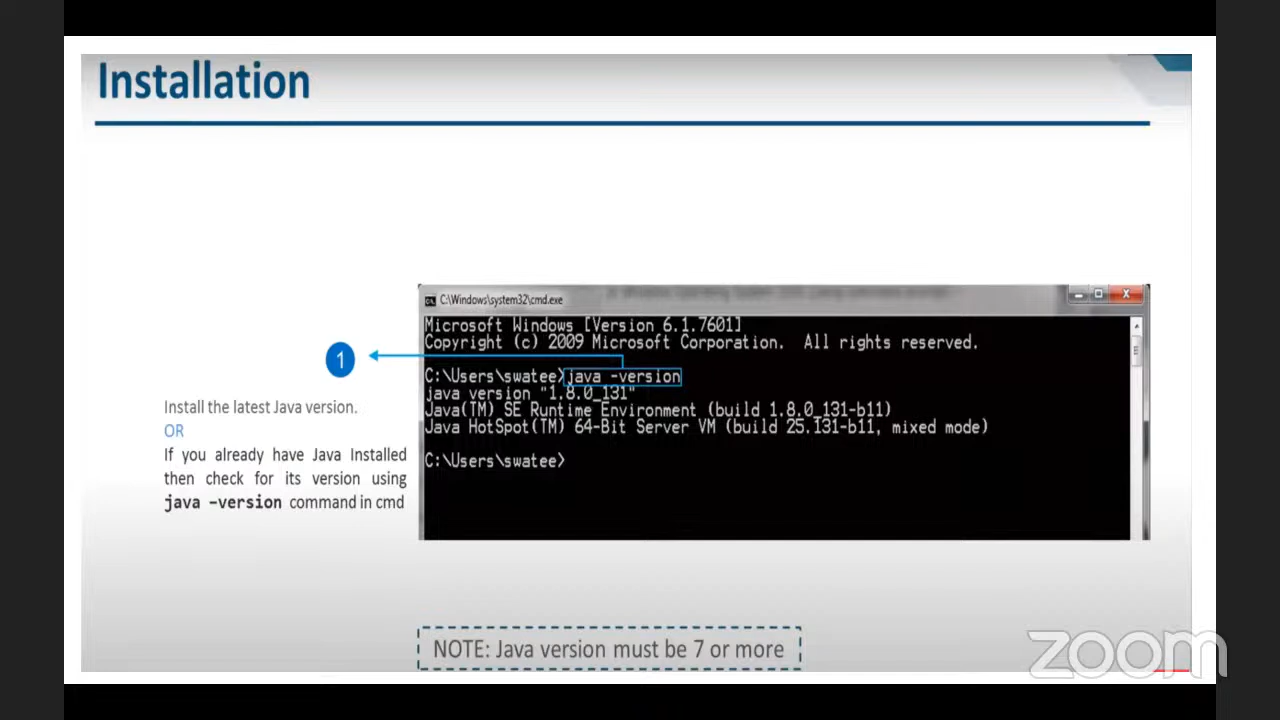 Installation
C:\Windows\system32\cmd.exe
Microsoft Windows [Version 6.1.7601]
Copyright (c) 2009 Microsoft Corporation.  All rights reserved.
C:\Users\swatee>java -version
java version "1.8.0_131"
Java(TM) SE Runtime Environment (build 1.8.0_131-b11)
Java HotSpot(TM) 64-Bit Server VM (build 25.131-b11, mixed mode)
C:\Users\swatee>
1
Install the latest Java version.
OR
If you already have Java Installed
then check for its version using
java –version command in cmd
NOTE: Java version must be 7 or more
zoom